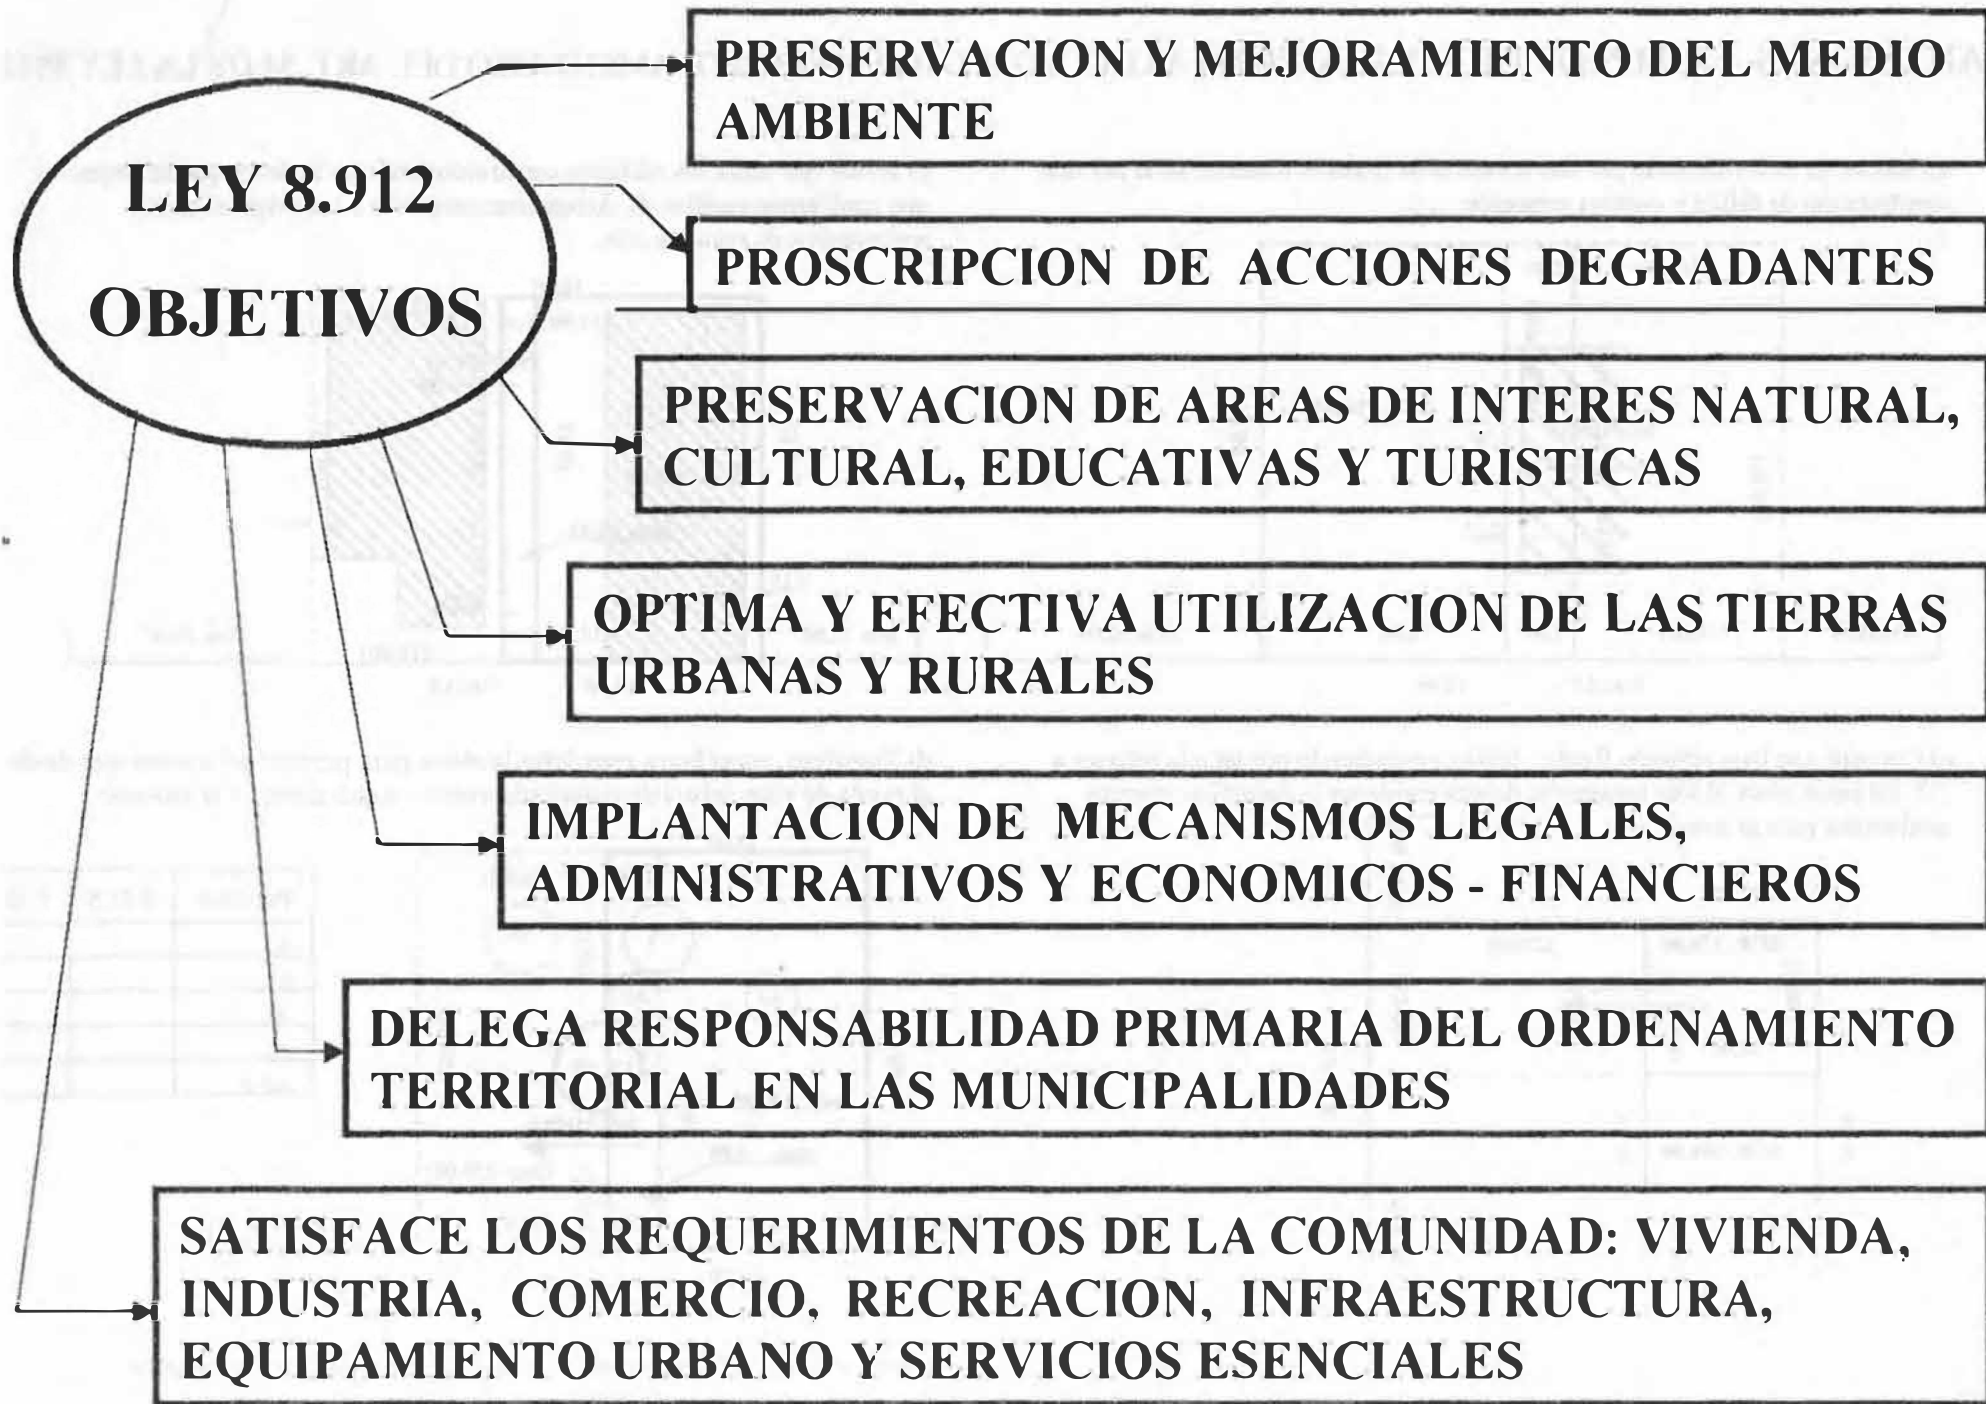 LEY 8.912
OBJETIVOS
PRESERVACION Y MEJORAMIENTO DEL MEDIO
AMBIENTE
PROSCRIPCION DE ACCIONES DEGRADANTES
PRESERVACION DE AREAS DE INTERES NATURAL,
CULTURAL, EDUCATIVAS Y TURISTICAS
OPTIMA Y EFECTIVA UTILIZACION DE LAS TIERRAS
URBANAS Y RURALES
IMPLANTACION DE MECANISMOS LEGALES,
ADMINISTRATIVOS Y ECONOMICOS - FINANCIEROS
DELEGA RESPONSABILIDAD PRIMARIA DEL ORDENAMIENTO
TERRITORIAL EN LAS MUNICIPALIDADES
SATISFACE LOS REQUERIMIENTOS DE LA COMUNIDAD: VIVIENDA,
INDUSTRIA, COMERCIO, RECREACION, INFRAESTRUCTURA,
EQUIPAMIENTO URBANO Y SERVICIOS ESENCIALES